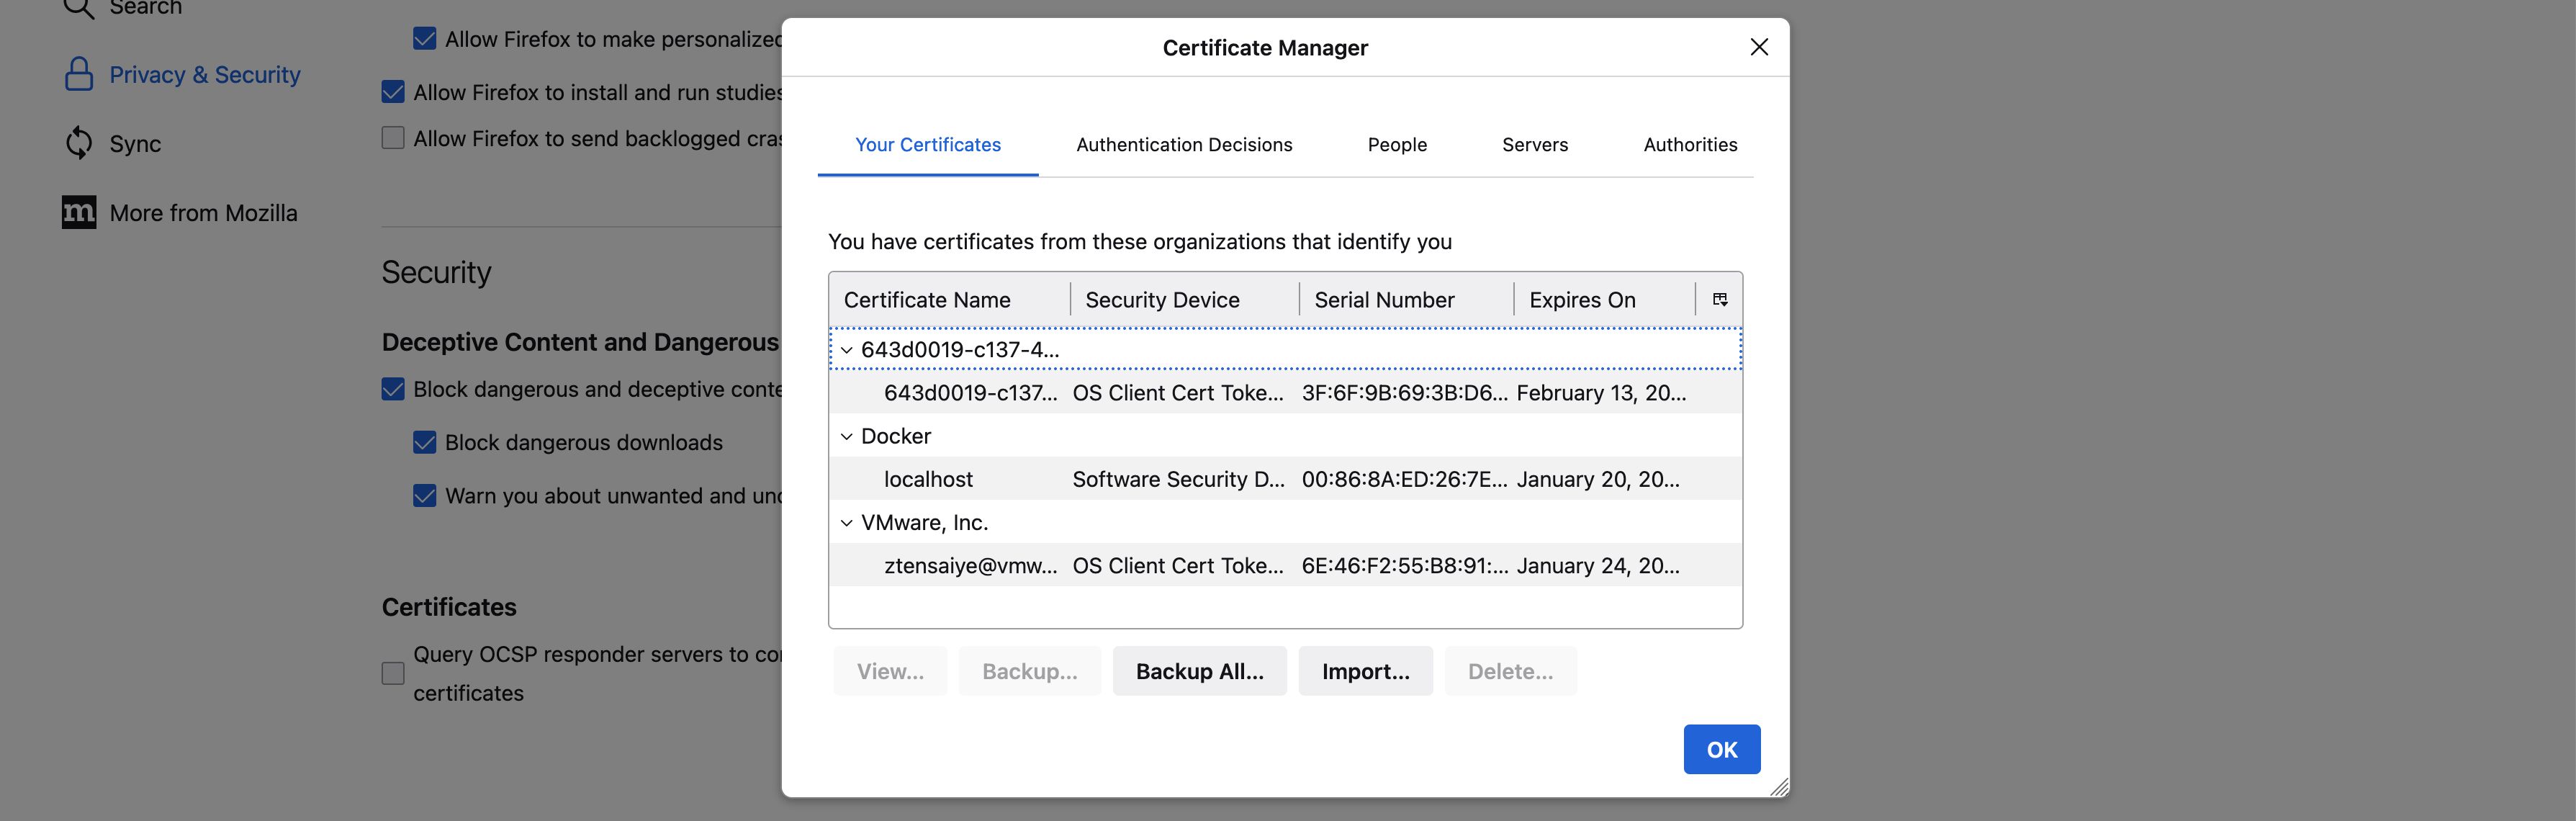 Search
Privacy & Security
Sync
m
More from Mozilla
Allow Firefox to make personalized
Allow Firefox to install and run studies
Allow Firefox to send backlogged cra
Security
Deceptive Content and Dangerous
Block dangerous and deceptive conte
Block dangerous downloads
Warn you about unwanted and un
Certificates
Query OCSP responder servers to co
certificates
Certificate Manager
Your Certificates Authentication Decisions People Servers Authorities
You have certificates from these organizations that identify you
Certificate Name Security Device Serial Number Expires On
643d0019-c137-4...
643d0019-c137... OS Client Cert Toke... 3F:6F:9B:69:3B:D6... February 13, 20...
Docker
localhost Software Security D... 00:86:8A:ED:26:7E... January 20, 20...
VMware, Inc.
ztensaiye@vmw... OS Client Cert Toke... 6E:46:F2:55:B8:91:... January 24, 20...
View... Backup... Backup All... Import... Delete...
OK